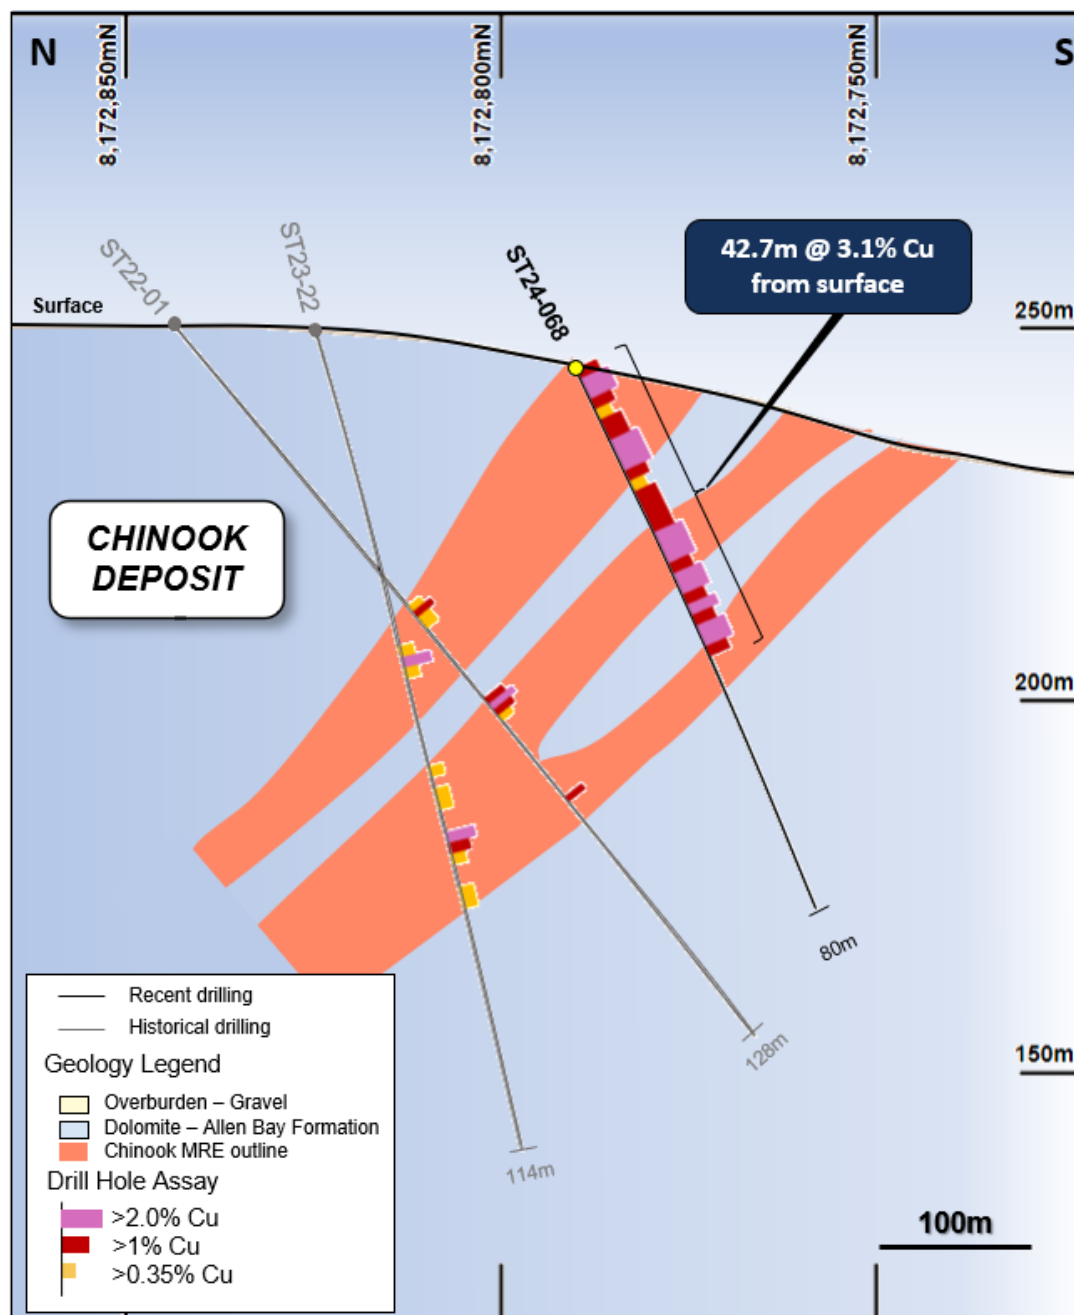 N
S
8,172,850mN
8,172,800mN
8,172,750mN
ST22-01
ST23-22
ST24-068
42.7m @ 3.1% Cu
from surface
Surface
250m
CHINOOK
DEPOSIT
200m
80m
128m
150m
114m
Recent drilling
Historical drilling
Geology Legend
Overburden – Gravel
Dolomite – Allen Bay Formation
Chinook MRE outline
Drill Hole Assay
>2.0% Cu
>1% Cu
>0.35% Cu
100m